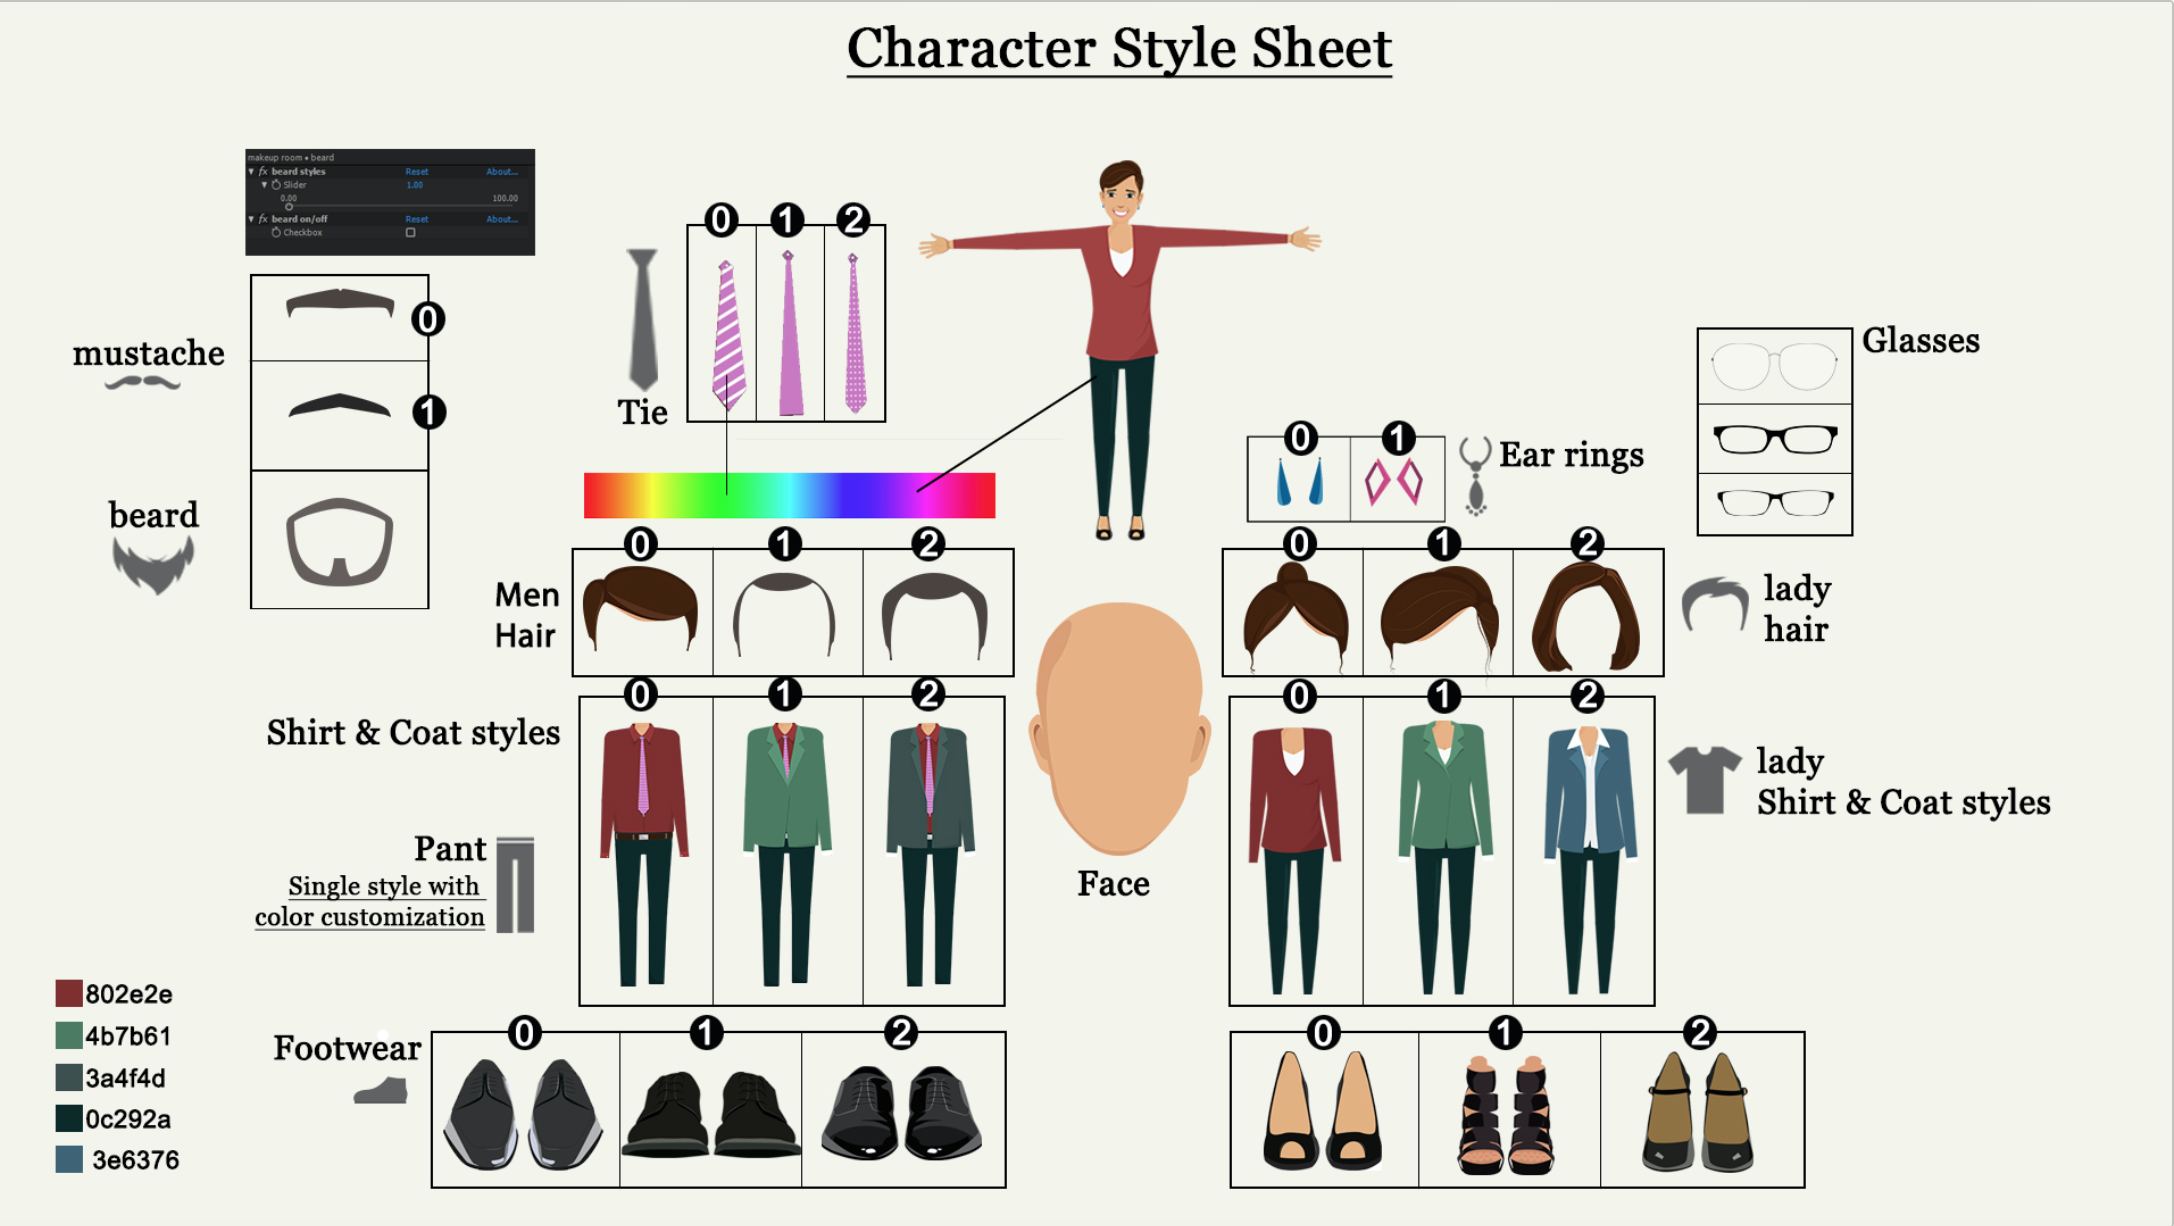 Character Style Sheet
makeup room • beard
fx beard styles Reset About...
Slider 1.00
0.00 100.00
fx beard on/off Reset About...
Checkbox
0 1 2
Tie
mustache
0
1
beard
Glasses
0 1
Ear rings
0 1 2
Men
Hair
0 1 2
lady
hair
0 1 2
Shirt & Coat styles
0 1 2
lady
Shirt & Coat styles
Pant
Single style with
color customization
Face
802e2e
4b7b61
3a4f4d
0c292a
3e6376
Footwear
0 1 2
0 1 2